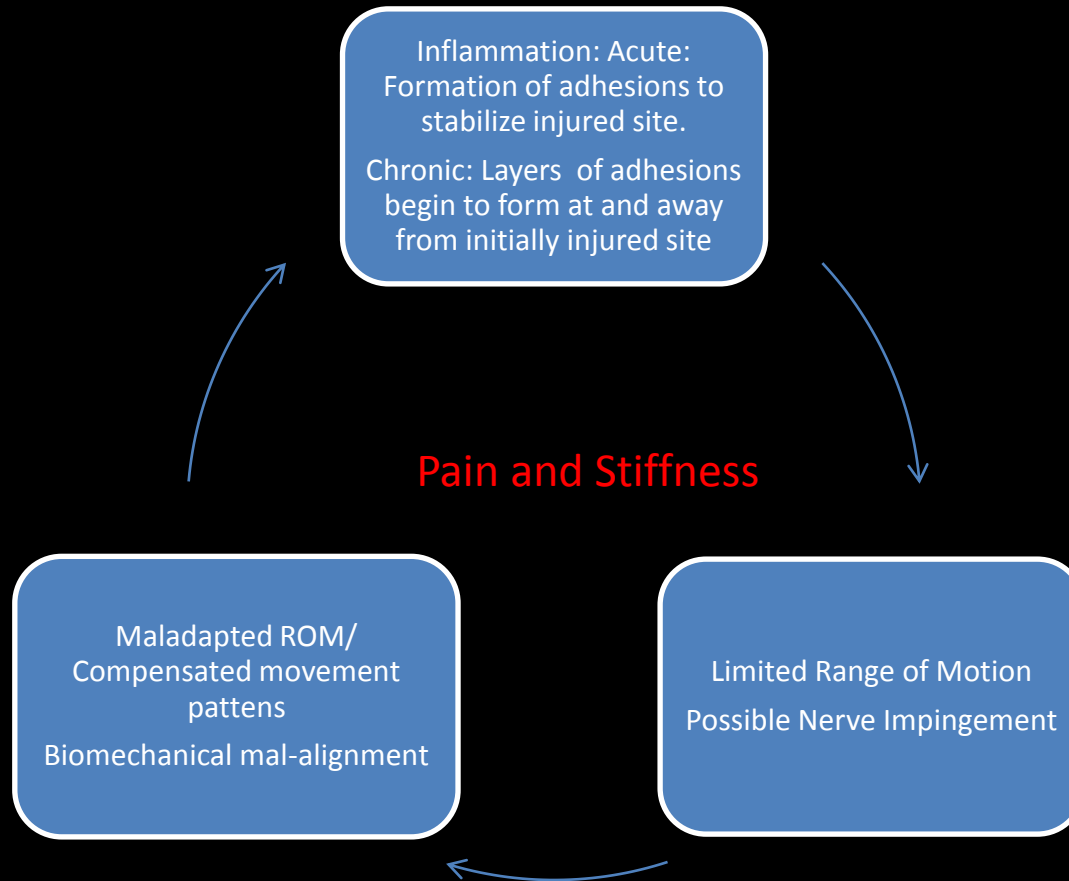 Inflammation: Acute:
Formation of adhesions to
stabilize injured site.
Chronic: Layers of adhesions
begin to form at and away
from initially injured site
Pain and Stiffness
Maladapted ROM/
Compensated movement
pattens
Biomechanical mal-alignment
Limited Range of Motion
Possible Nerve Impingement